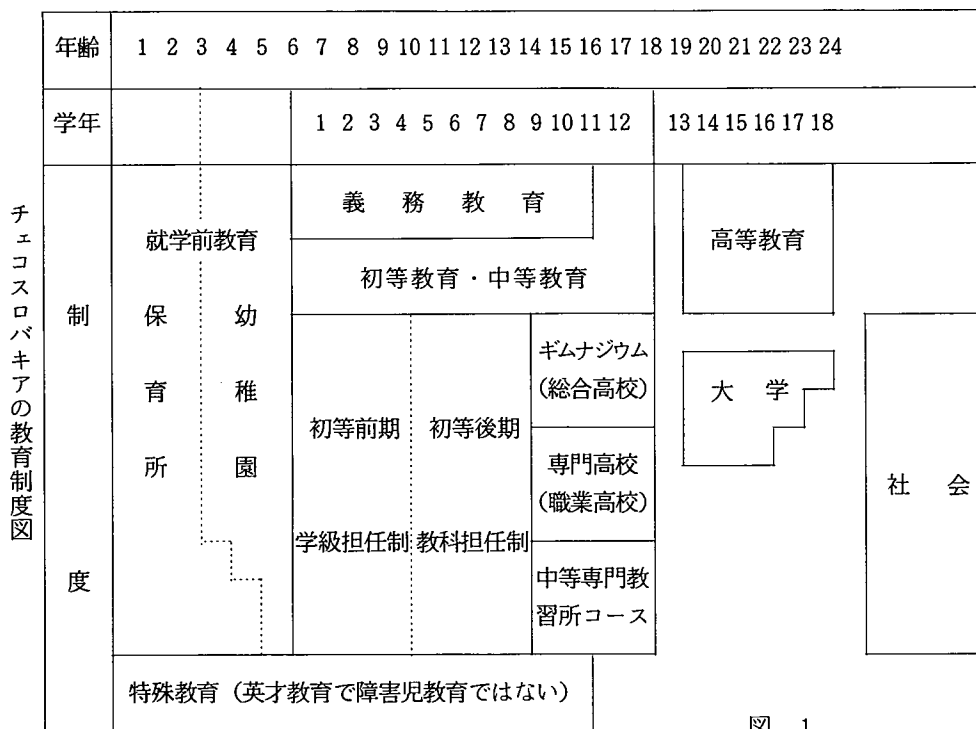 チェコスロバキアの教育制度図
年齢 1 2 3 4 5 6 7 8 9 10 11 12 13 14 15 16 17 18 19 20 21 22 23 24
学年 1 2 3 4 5 6 7 8 9 10 11 12 13 14 15 16 17 18
制度
就学前教育
保育所
幼稚園
義務教育
初等教育・中等教育
初等前期
学級担任制
初等後期
教科担任制
ギムナジウム
(総合高校)
専門高校
(職業高校)
中等専門教
習所コース
高等教育
大学
社会
特殊教育(英才教育で障害児教育ではない)
図 1